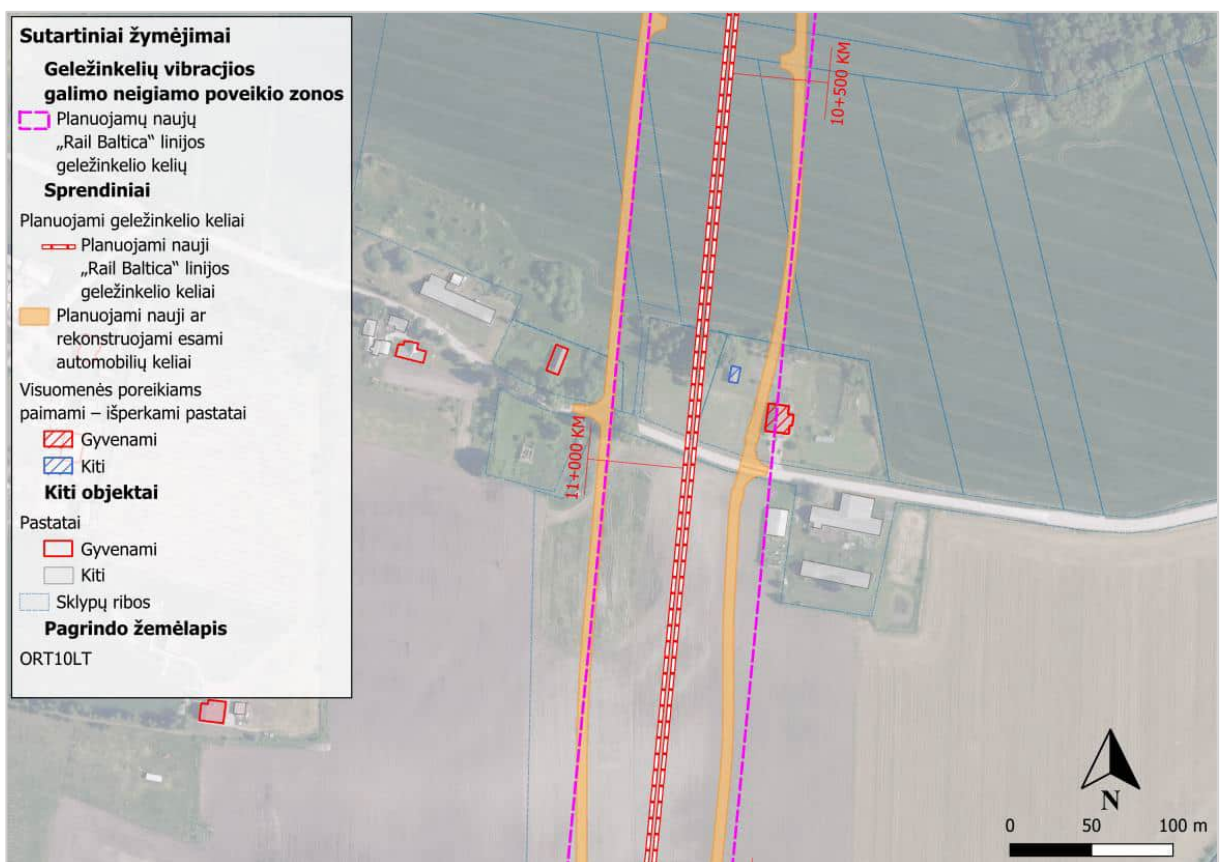 Sutartiniai žymėjimai
Geležinkelių vibracjios
galimo neigiamo poveikio zonos
Planuojamų naujų
„Rail Baltica“ linijos
geležinkelio kelių
Sprendiniai
Planuojami geležinkelio keliai
Planuojami nauji
„Rail Baltica“ linijos
geležinkelio keliai
Planuojami nauji ar
rekonstruojami esami
automobilių keliai
Visuomenės poreikiams
paimami – išperkami pastatai
Gyvenami
Kiti
Kiti objektai
Pastatai
Gyvenami
Kiti
Sklypų ribos
Pagrindo žemėlapis
ORT10LT
10+500 KM
11+000 KM
N
0 50 100 m